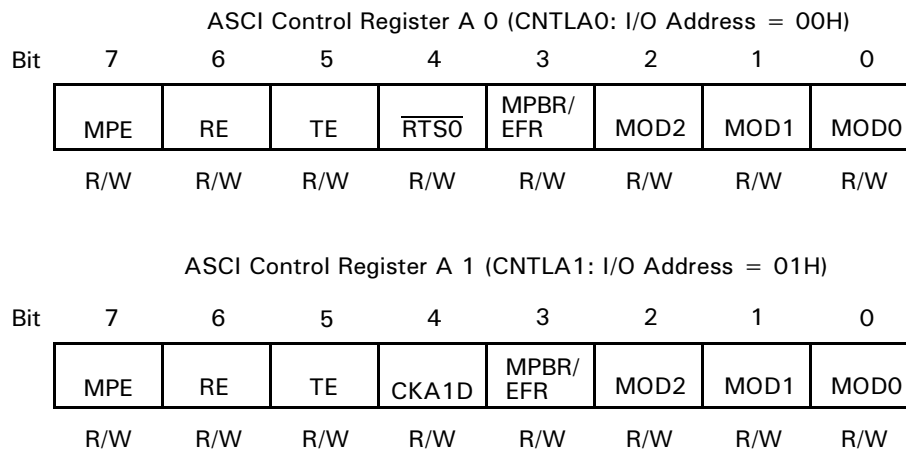 ASCI Control Register A 0 (CNTLA0: I/O Address = 00H)
Bit 7 6 5 4 3 2 1 0
MPE RE TE RTS0 MPBR/ EFR MOD2 MOD1 MOD0
R/W R/W R/W R/W R/W R/W R/W R/W
ASCI Control Register A 1 (CNTLA1: I/O Address = 01H)
Bit 7 6 5 4 3 2 1 0
MPE RE TE CKA1D MPBR/ EFR MOD2 MOD1 MOD0
R/W R/W R/W R/W R/W R/W R/W R/W